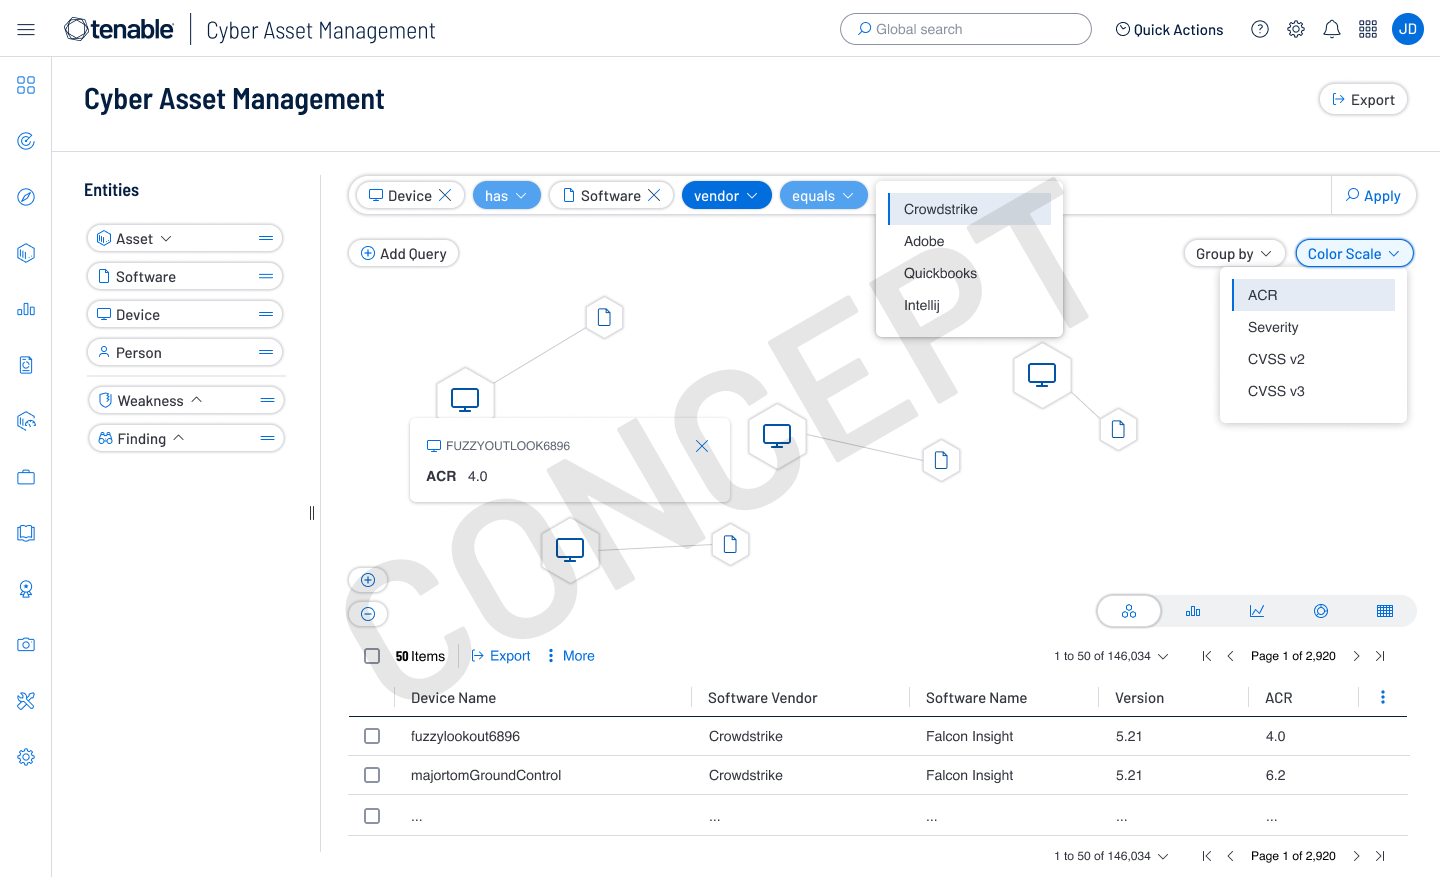 tenable
Cyber Asset Management
Global search
Quick Actions
JD
Cyber Asset Management
Export
Entities
Asset
Software
Device
Person
Weakness
Finding
Device
has
Software
vendor
equals
Apply
Crowdstrike
Adobe
Quickbooks
Intellij
Add Query
Group by
Color Scale
ACR
Severity
CVSS v2
CVSS v3
FUZZYOUTLOOK6896
ACR 4.0
CONCEPT
50 Items
Export
More
1 to 50 of 146,034
Page 1 of 2,920
Device Name Software Vendor Software Name Version ACR
fuzzylookout6896 Crowdstrike Falcon Insight 5.21 4.0
majortomGroundControl Crowdstrike Falcon Insight 5.21 6.2
... ... ... ... ...
1 to 50 of 146,034
Page 1 of 2,920